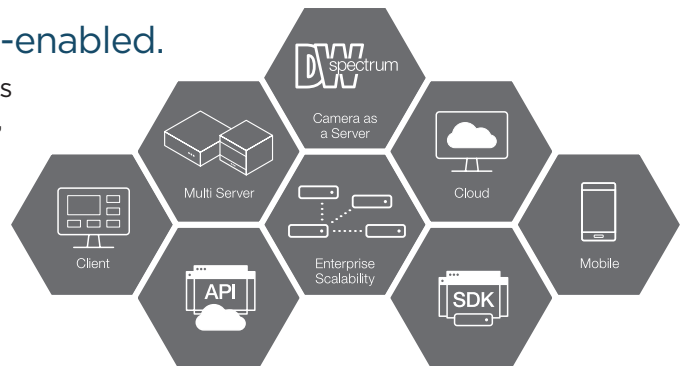 -enabled.
s
,
DW
spectrum
Camera as
a Server
Multi Server
Cloud
Client
Enterprise
Scalability
Mobile
API
SDK